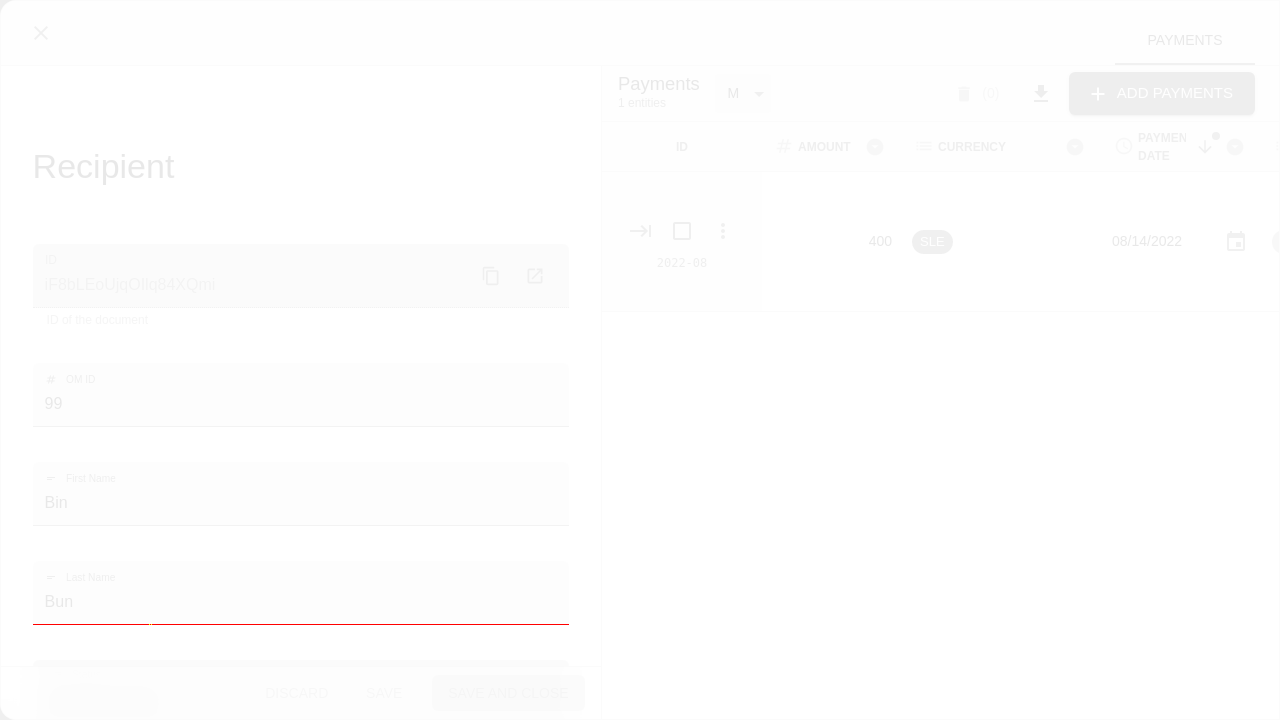 PAYMENTS
Payments
1 entities
M
(0)
ADD PAYMENTS
ID
AMOUNT
CURRENCY
PAYMEN
DATE
2022-08
400
SLE
08/14/2022
Recipient
ID
ID of the document
OM ID
99
First Name
Bin
Last Name
Bun
DISCARD
SAVE
SAVE AND CLOSE